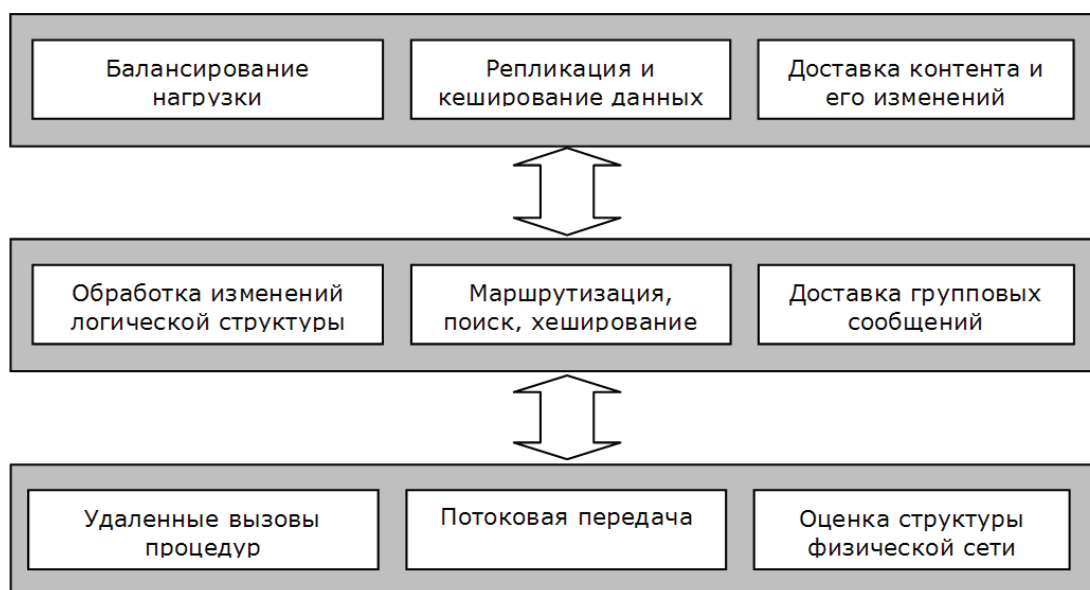 Балансирование
нагрузки
Репликация и
кеширование данных
Доставка контента и
его изменений
Обработка изменений
логической структуры
Маршрутизация,
поиск, хеширование
Доставка групповых
сообщений
Удаленные вызовы
процедур
Потоковая передача
Оценка структуры
физической сети